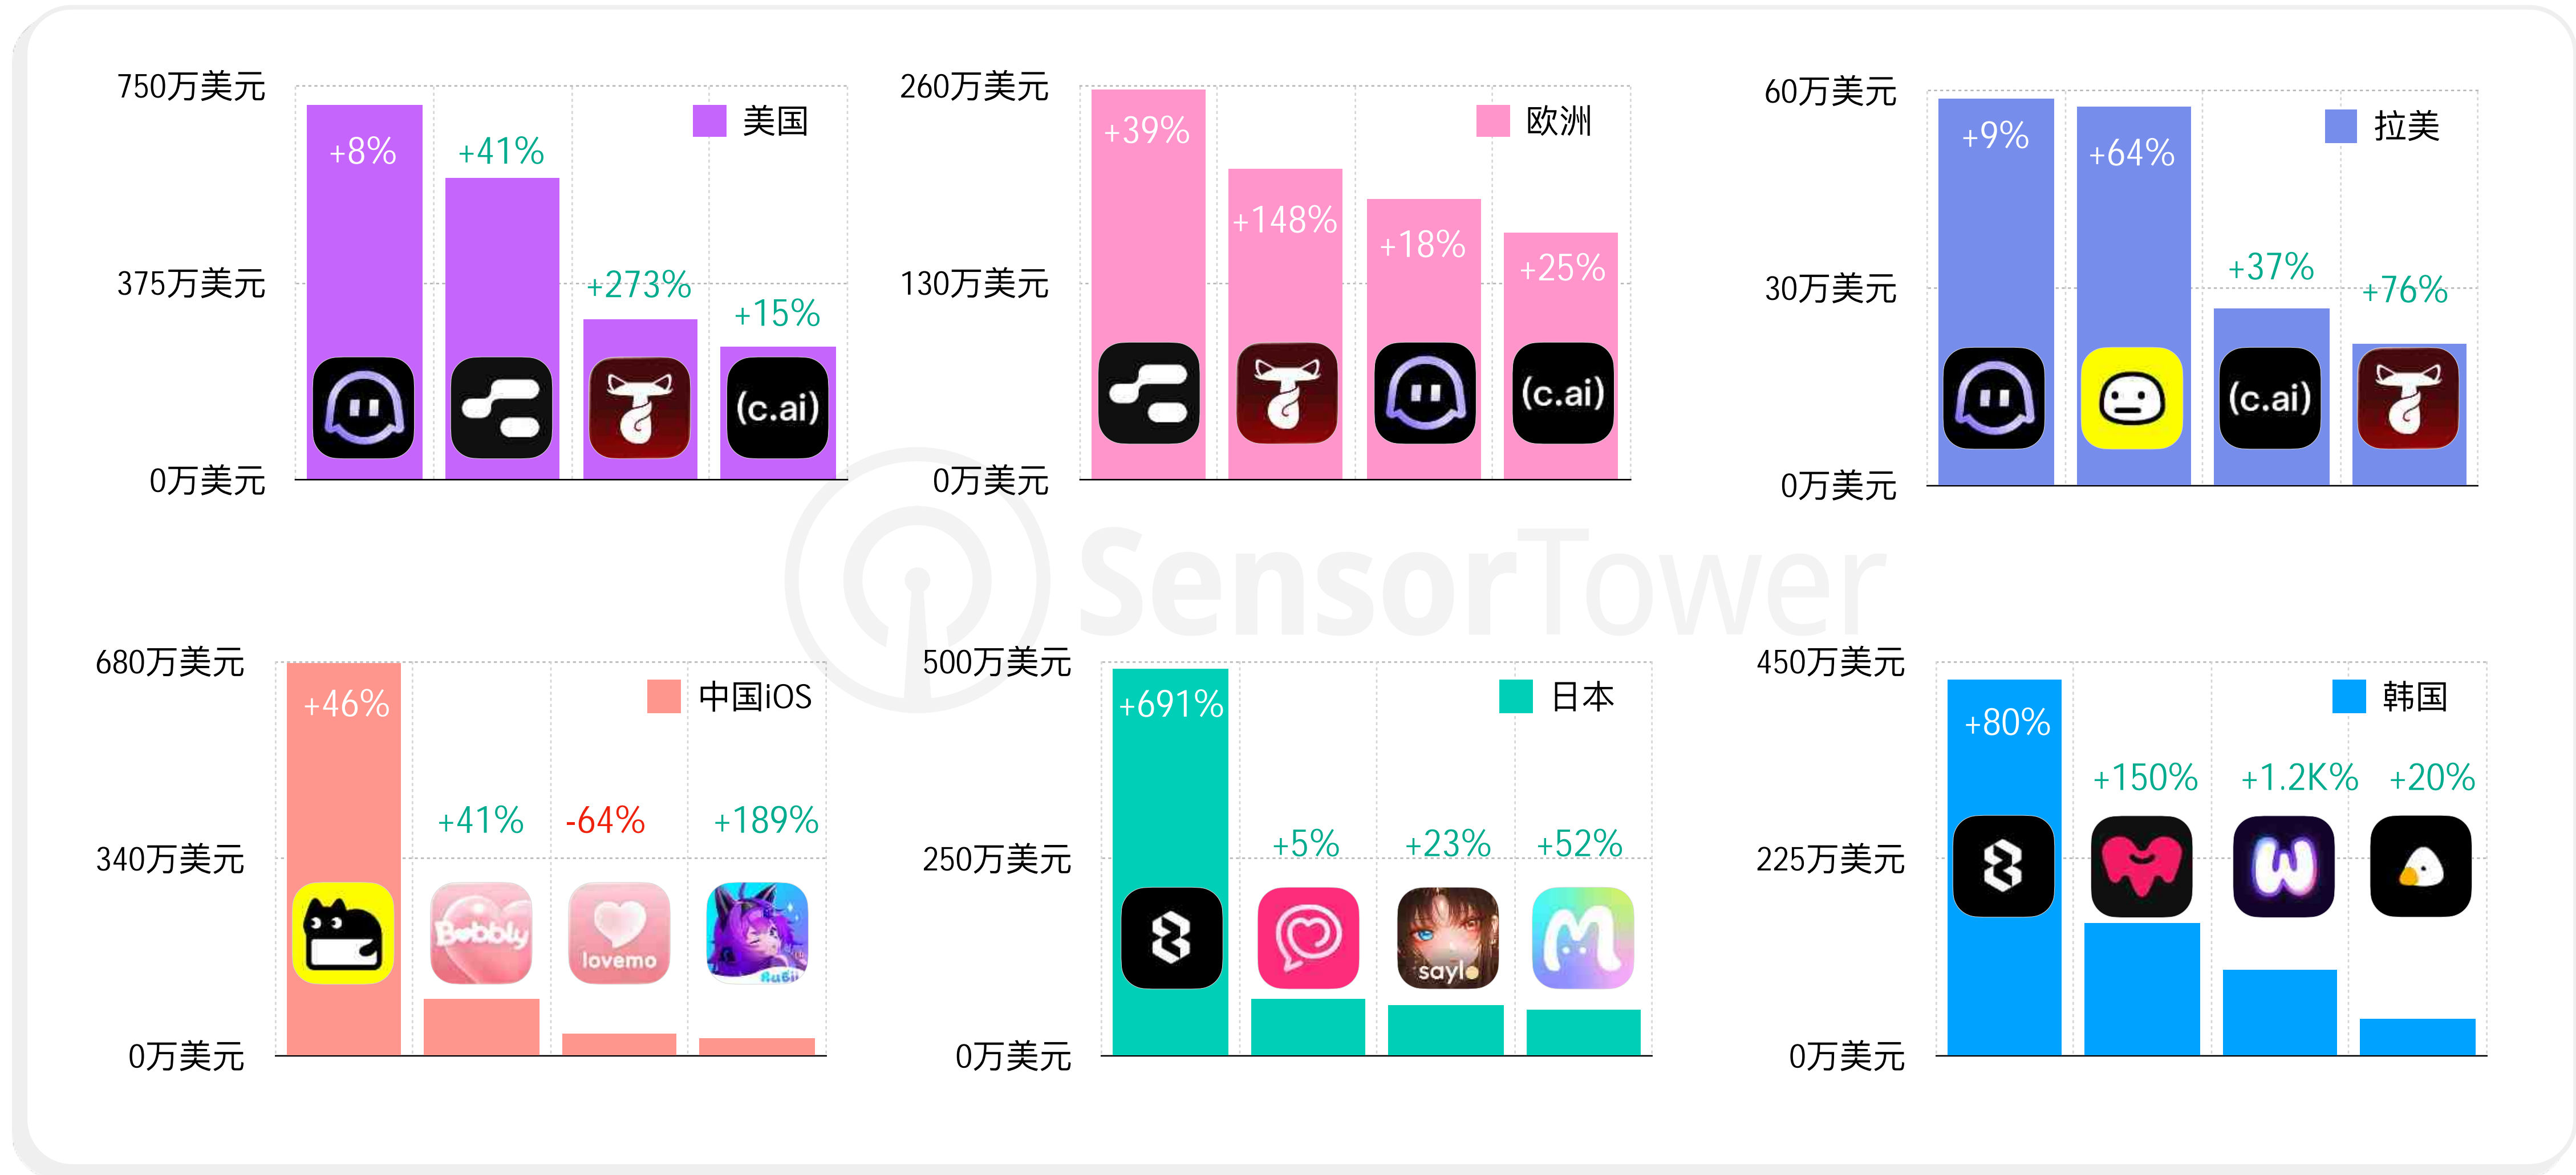 750万美元
375万美元
0万美元
美国
+8%
+41%
+273%
+15%
(c.ai)
260万美元
130万美元
0万美元
欧洲
+39%
+148%
+18%
+25%
(c.ai)
60万美元
30万美元
0万美元
拉美
+9%
+64%
+37%
+76%
(c.ai)
SensorTower
680万美元
340万美元
0万美元
中国iOS
+46%
+41%
-64%
+189%
Bubbly
lovemo
Rubii
500万美元
250万美元
0万美元
日本
+691%
+5%
+23%
+52%
saylo
450万美元
225万美元
0万美元
韩国
+80%
+150%
+1.2K%
+20%